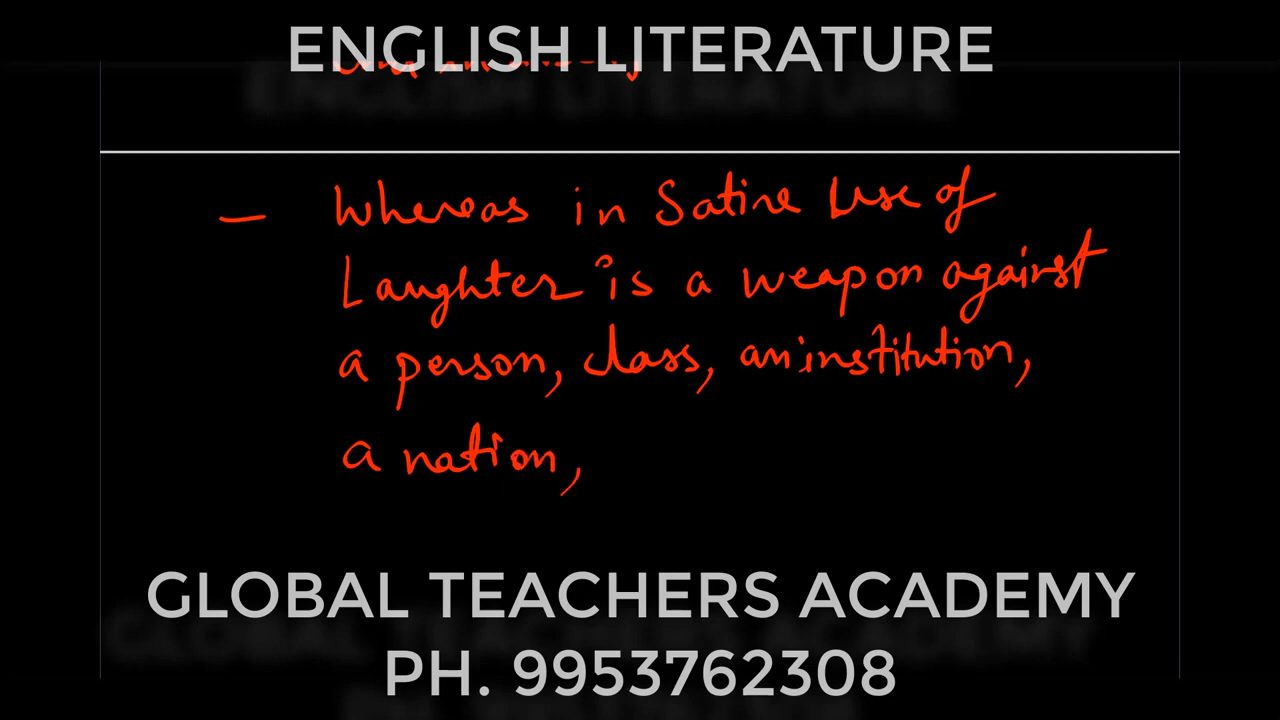 ENGLISH LITERATURE
— Whereas in Satire Use of
Laughter is a weapon against
a person, class, an institution,
a nation,
GLOBAL TEACHERS ACADEMY
PH. 9953762308